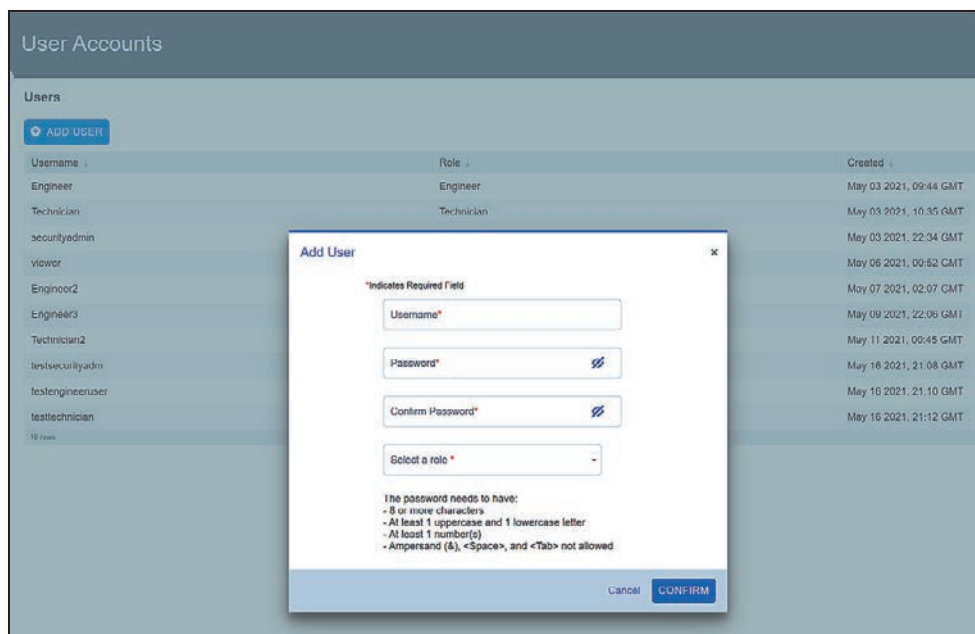 User Accounts
Users
ADD USER
Username Role Created
Engineer Engineer May 03 2021, 09:44 GMT
Technician Technician May 03 2021, 10:35 GMT
securityadmin May 03 2021, 22:34 GMT
viewer May 06 2021, 00:52 GMT
Engineer2 May 07 2021, 02:07 GMT
Engineer3 May 09 2021, 22:06 GMT
Technician2 May 11 2021, 00:45 GMT
testsecurityadm May 16 2021, 21:08 GMT
testengineeruser May 16 2021, 21:10 GMT
testtechnician May 16 2021, 21:12 GMT
rows
Add User ×
*Indicates Required Field
Username*
Password*
Confirm Password*
Select a role *
The password needs to have:
- 8 or more characters
- At least 1 uppercase and 1 lowercase letter
- At least 1 number(s)
- Ampersand (&), <Space>, and <Tab> not allowed
Cancel CONFIRM